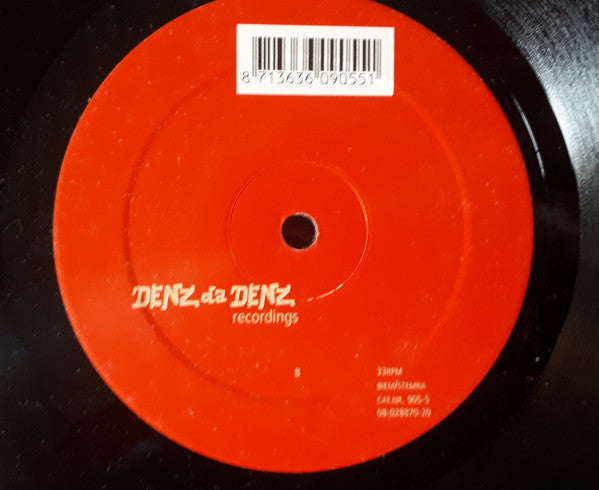 8 713636 090551
DENZ da DENZ
recordings
B
33RPM
BIEM/STEMRA
CAT.NR. 905-5
08-028870-20